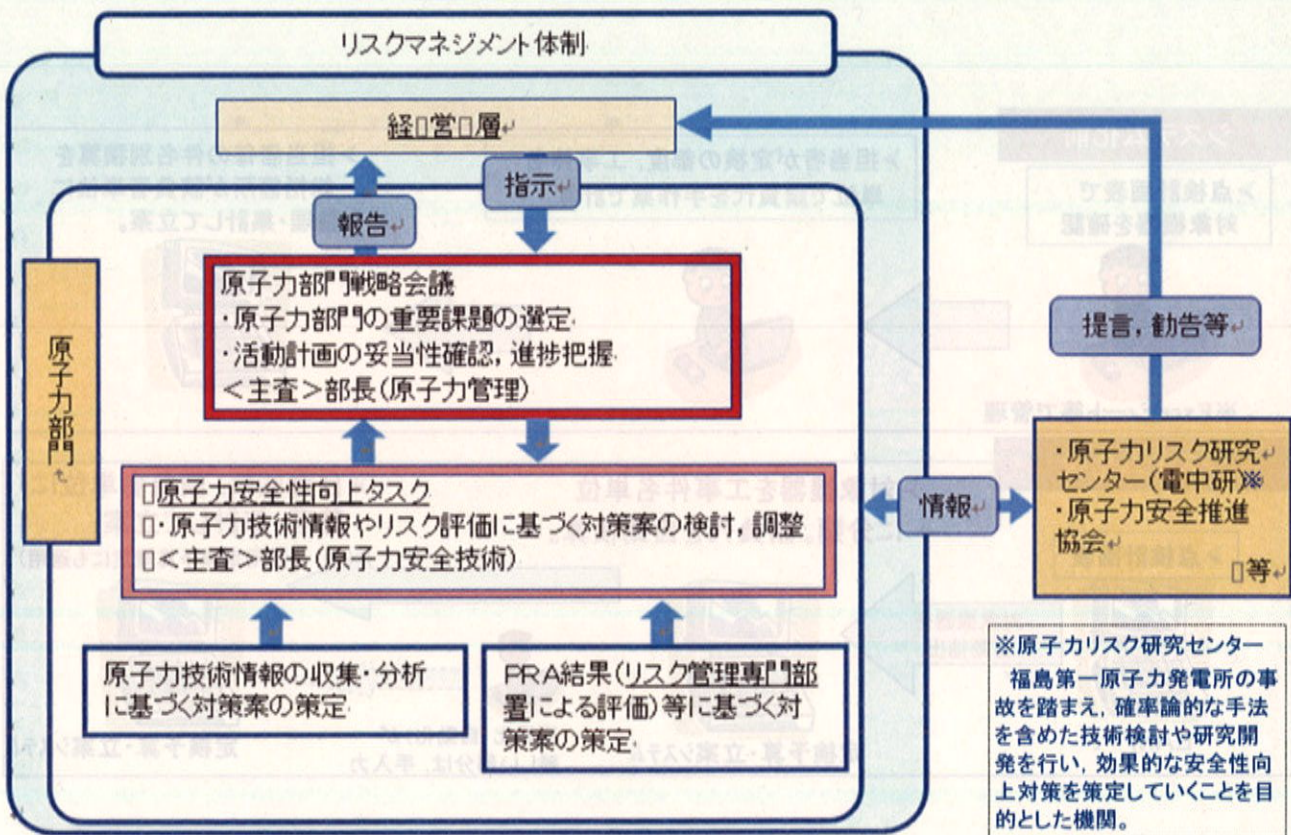 リスクマネジメント体制
経▯営▯層
指示
報告
原子力部門
原子力部門戦略会議
・原子力部門の重要課題の選定
・活動計画の妥当性確認，進捗把握
＜主査＞部長（原子力管理）
提言，勧告等
▯原子力安全性向上タスク
▯・原子力技術情報やリスク評価に基づく対策案の検討，調整
▯＜主査＞部長（原子力安全技術）
情報
・原子力リスク研究
センター（電中研）※
・原子力安全推進
協会
▯等
原子力技術情報の収集・分析
に基づく対策案の策定
PRA結果（リスク管理専門部
署による評価）等に基づく対
策案の策定
※原子力リスク研究センター
福島第一原子力発電所の事
故を踏まえ，確率論的な手法
を含めた技術検討や研究開
発を行い，効果的な安全性向
上対策を策定していくことを目
的とした機関。